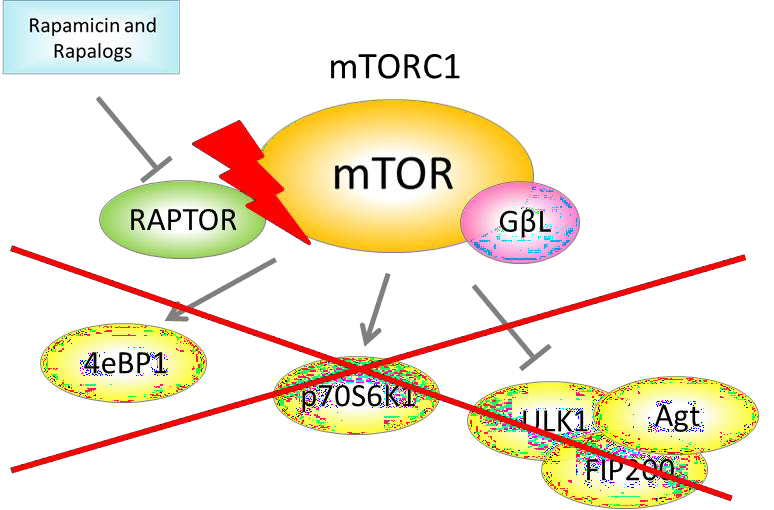 Rapamicin and
Rapalogs
mTORC1
mTOR
RAPTOR
GβL
4eBP1
p70S6K1
ULK1
Agt
FIP200